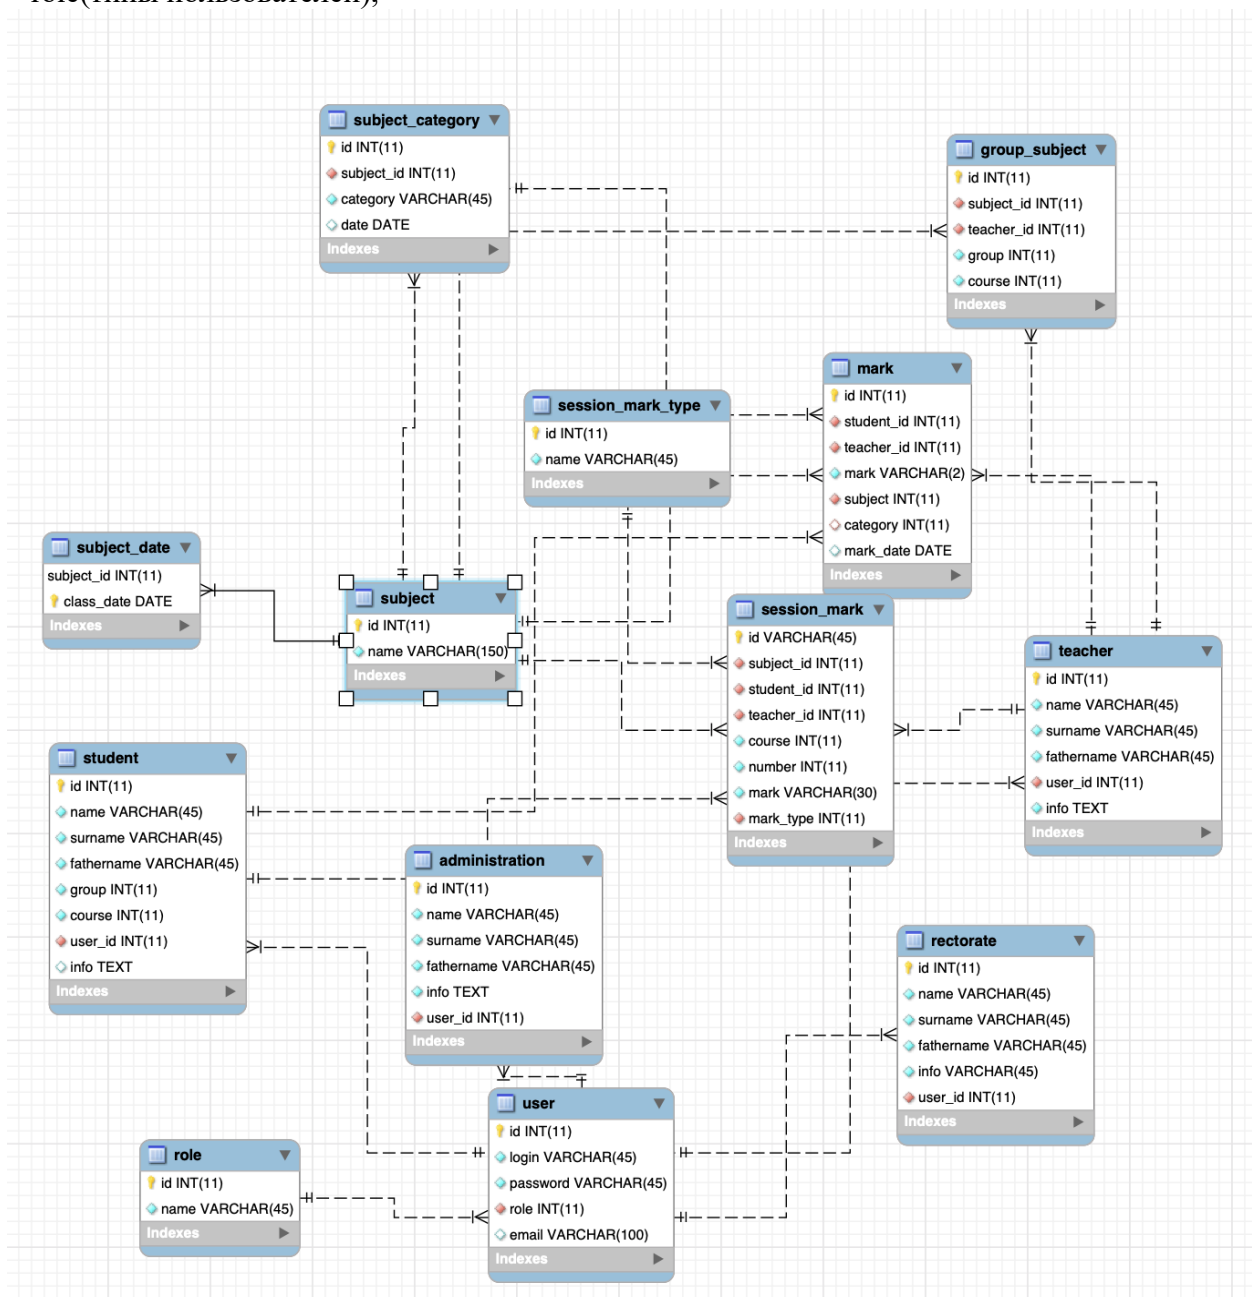 role(типы пользователей);
subject_category
id INT(11)
subject_id INT(11)
category VARCHAR(45)
date DATE
Indexes
group_subject
id INT(11)
subject_id INT(11)
teacher_id INT(11)
group INT(11)
course INT(11)
Indexes
mark
id INT(11)
student_id INT(11)
teacher_id INT(11)
mark VARCHAR(2)
subject INT(11)
category INT(11)
mark_date DATE
Indexes
session_mark_type
id INT(11)
name VARCHAR(45)
Indexes
subject_date
subject_id INT(11)
class_date DATE
Indexes
subject
id INT(11)
name VARCHAR(150)
Indexes
session_mark
id VARCHAR(45)
subject_id INT(11)
student_id INT(11)
teacher_id INT(11)
course INT(11)
number INT(11)
mark VARCHAR(30)
mark_type INT(11)
Indexes
teacher
id INT(11)
name VARCHAR(45)
surname VARCHAR(45)
fathername VARCHAR(45)
user_id INT(11)
info TEXT
Indexes
student
id INT(11)
name VARCHAR(45)
surname VARCHAR(45)
fathername VARCHAR(45)
group INT(11)
course INT(11)
user_id INT(11)
info TEXT
Indexes
administration
id INT(11)
name VARCHAR(45)
surname VARCHAR(45)
fathername VARCHAR(45)
info TEXT
user_id INT(11)
Indexes
rectorate
id INT(11)
name VARCHAR(45)
surname VARCHAR(45)
fathername VARCHAR(45)
info VARCHAR(45)
user_id INT(11)
Indexes
user
id INT(11)
login VARCHAR(45)
password VARCHAR(45)
role INT(11)
email VARCHAR(100)
Indexes
role
id INT(11)
name VARCHAR(45)
Indexes